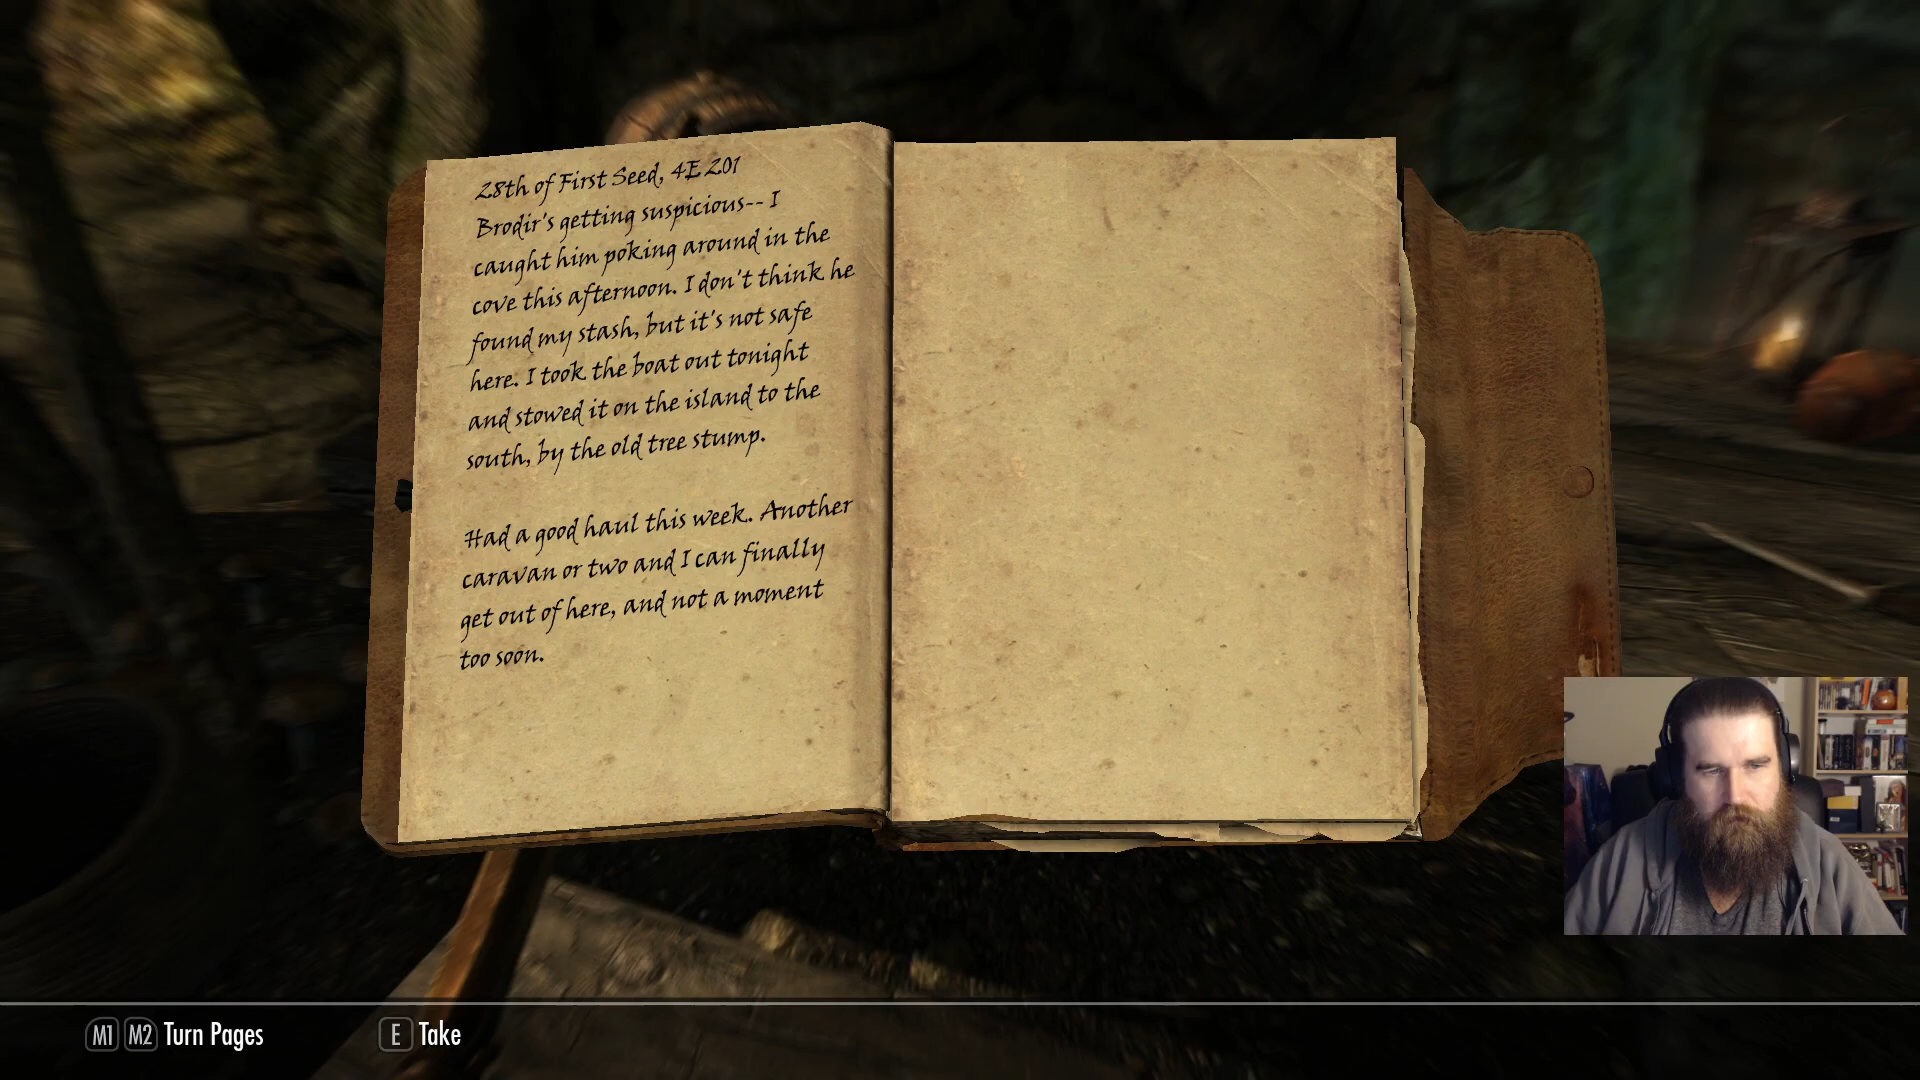 28th of First Seed, 4E 201
Brodir's getting suspicious-- I
caught him poking around in the
cove this afternoon. I don't think he
found my stash, but it's not safe
here. I took the boat out tonight
and stowed it on the island to the
south, by the old tree stump.
Had a good haul this week. Another
caravan or two and I can finally
get out of here, and not a moment
too soon.
M1 M2 Turn Pages
E Take